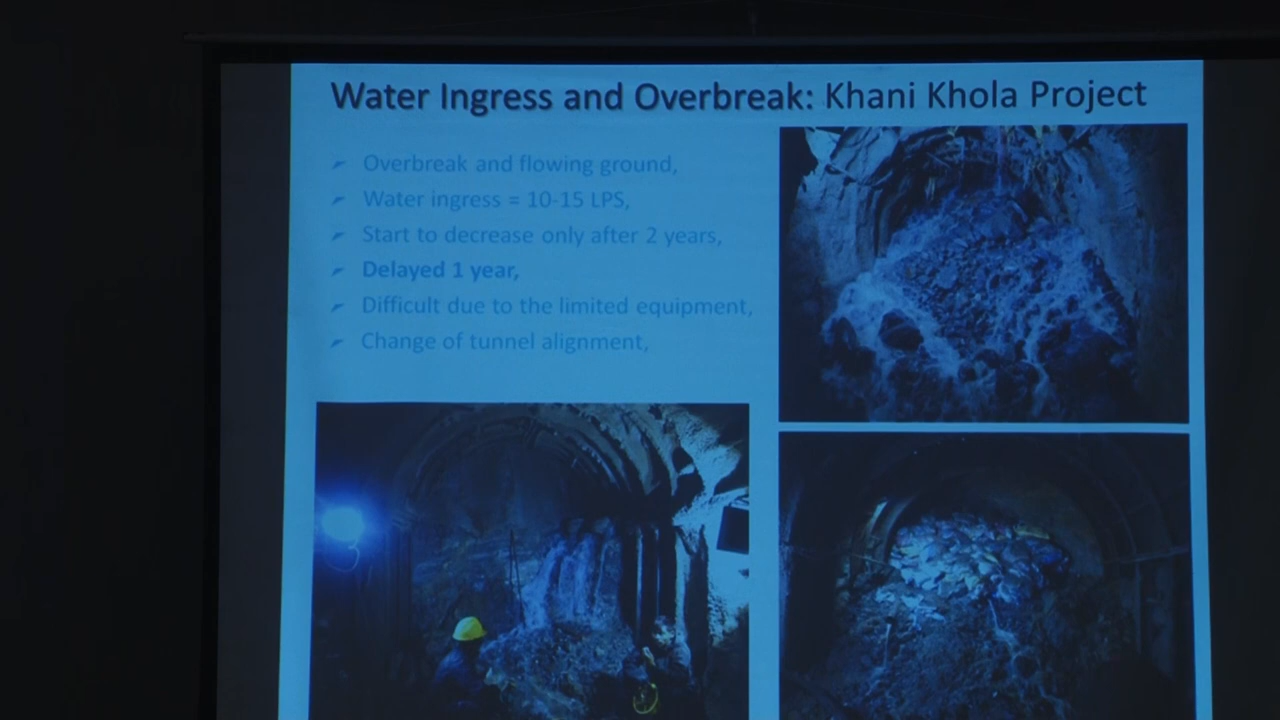 Water Ingress and Overbreak: Khani Khola Project
Overbreak and flowing ground,
Water ingress = 10-15 LPS,
Start to decrease only after 2 years,
Delayed 1 year,
Difficult due to the limited equipment,
Change of tunnel alignment,